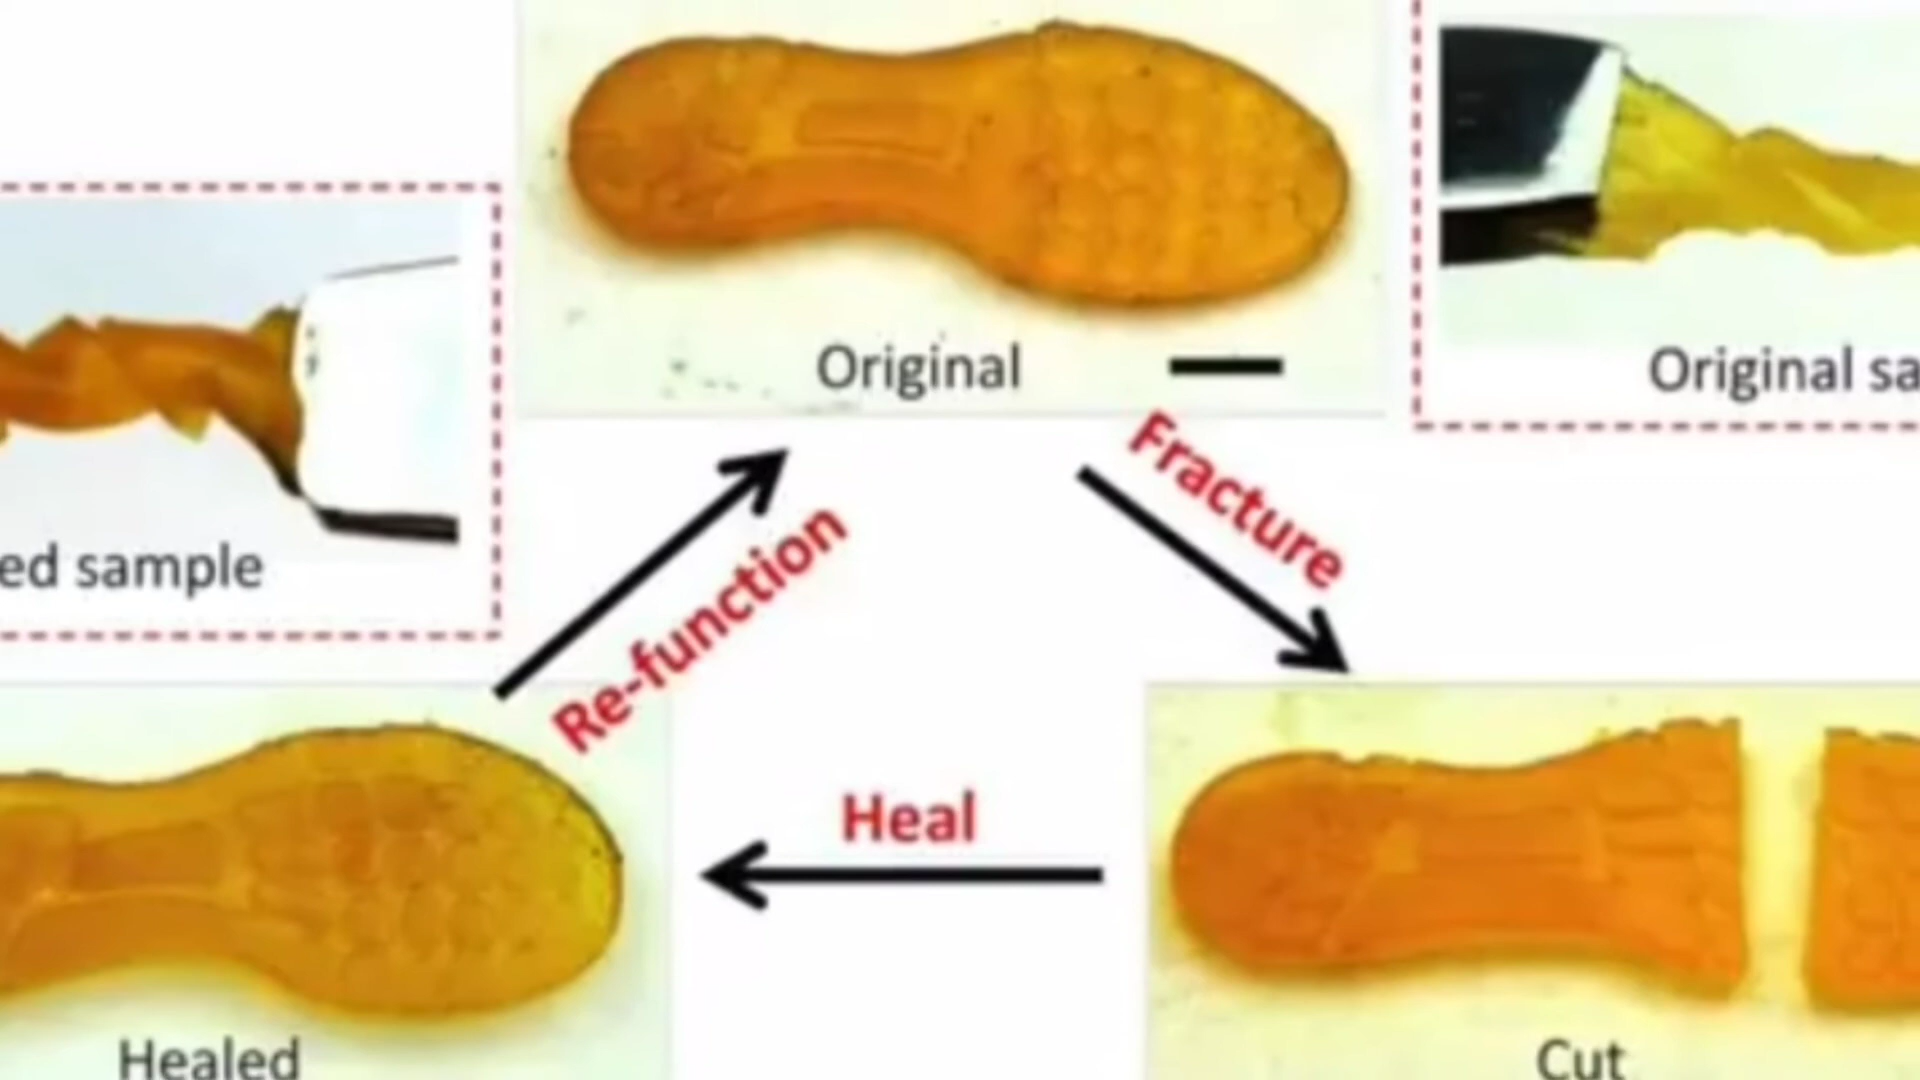 Original
Original sa
Fracture
ed sample
Re-function
Heal
Healed
Cut